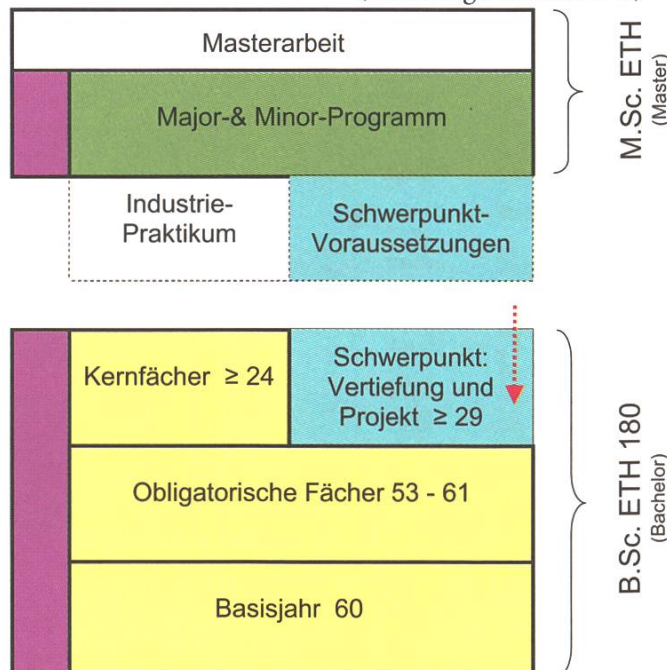 Masterarbeit
Major-& Minor-Programm
M.Sc. ETH
(Master)
Industrie-
Praktikum
Schwerpunkt-
Voraussetzungen
Kernfächer ≥ 24
Schwerpunkt:
Vertiefung und
Projekt ≥ 29
Obligatorische Fächer 53 - 61
Basisjahr 60
B.Sc. ETH 180
(Bachelor)